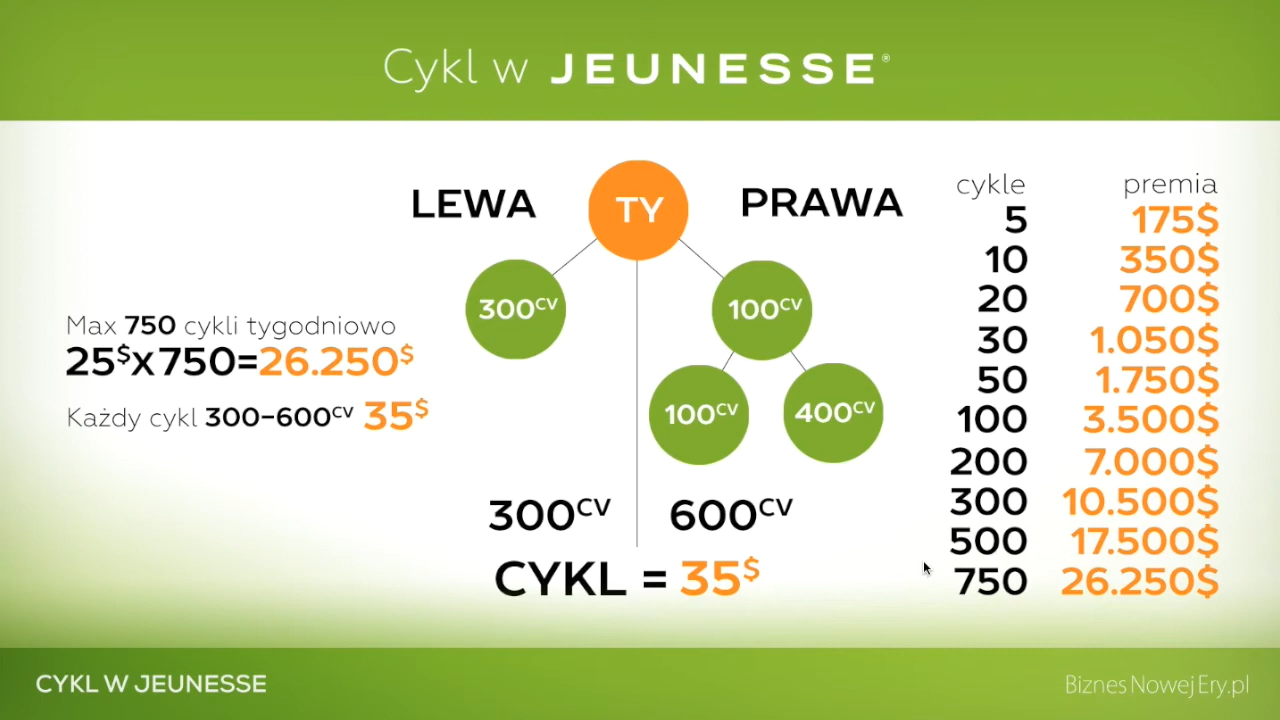 Cykl w JEUNESSE®
LEWA
TY
PRAWA
300CV
100CV
100CV
400CV
Max 750 cykli tygodniowo
25$x750=26.250$
Każdy cykl 300–600CV 35$
300CV
600CV
CYKL = 35$
cykle premia
5 175$
10 350$
20 700$
30 1.050$
50 1.750$
100 3.500$
200 7.000$
300 10.500$
500 17.500$
750 26.250$
CYKL W JEUNESSE
BiznesNowejEry.pl